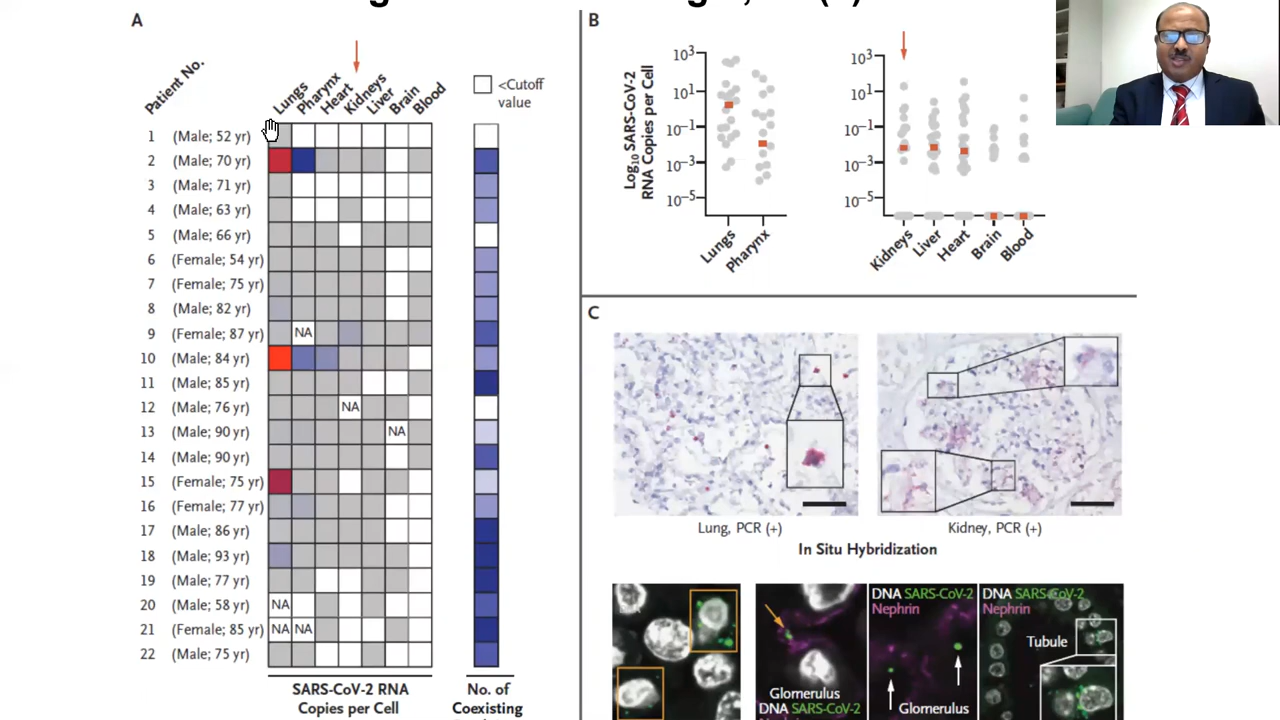 A
Patient No.
Lungs
Pharynx
Heart
Kidneys
Liver
Brain
Blood
<Cutoff
value
1 (Male; 52 yr)
2 (Male; 70 yr)
3 (Male; 71 yr)
4 (Male; 63 yr)
5 (Male; 66 yr)
6 (Female; 54 yr)
7 (Female; 75 yr)
8 (Male; 82 yr)
9 (Female; 87 yr) NA
10 (Male; 84 yr)
11 (Male; 85 yr)
12 (Male; 76 yr) NA
13 (Male; 90 yr) NA
14 (Male; 90 yr)
15 (Female; 75 yr)
16 (Female; 77 yr)
17 (Male; 86 yr)
18 (Male; 93 yr)
19 (Male; 77 yr)
20 (Male; 58 yr) NA
21 (Female; 85 yr) NA NA
22 (Male; 75 yr)
SARS-CoV-2 RNA
Copies per Cell
No. of
Coexisting
B
Log10 SARS-CoV-2
RNA Copies per Cell
10³
10¹
10⁻¹
10⁻³
10⁻⁵
Lungs
Pharynx
10³
10¹
10⁻¹
10⁻³
10⁻⁵
Kidneys
Liver
Heart
Brain
Blood
C
Lung, PCR (+)
Kidney, PCR (+)
In Situ Hybridization
Glomerulus
DNA SARS-CoV-2
DNA SARS-CoV-2
Nephrin
Glomerulus
DNA SARS-CoV-2
Nephrin
Tubule